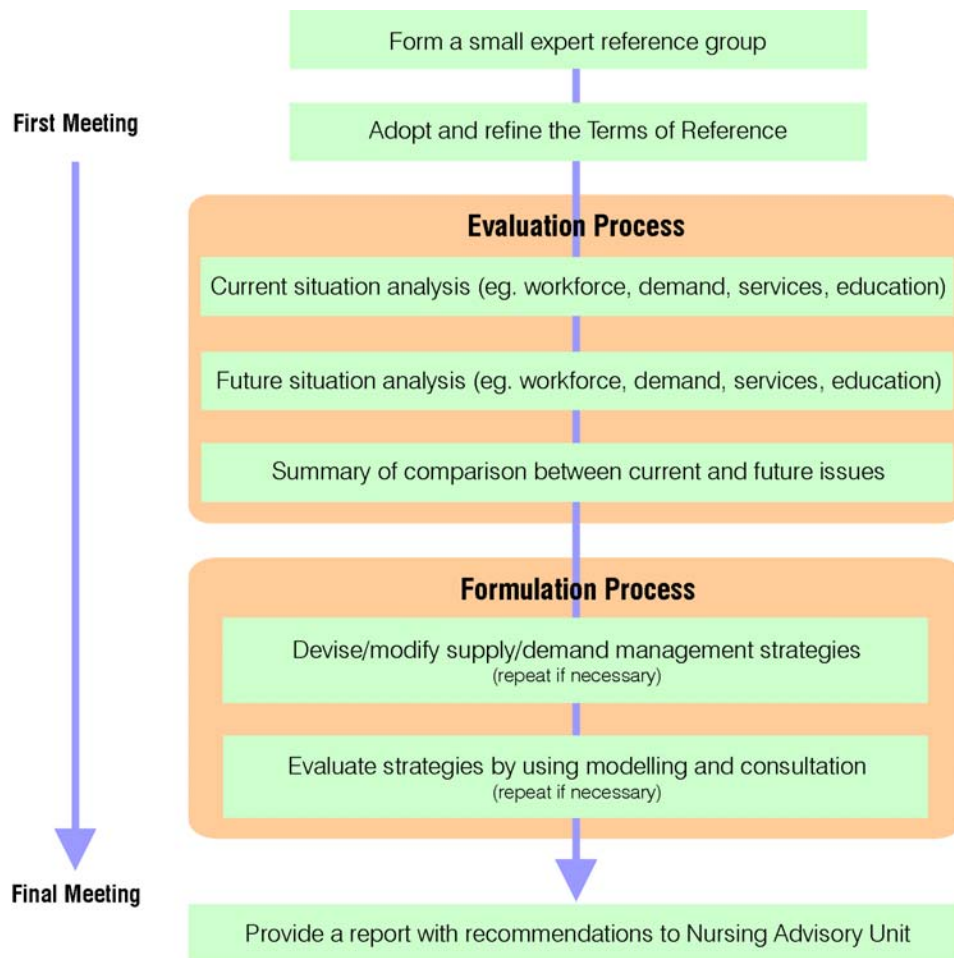 Form a small expert reference group
First Meeting
Adopt and refine the Terms of Reference
Evaluation Process
Current situation analysis (eg. workforce, demand, services, education)
Future situation analysis (eg. workforce, demand, services, education)
Summary of comparison between current and future issues
Formulation Process
Devise/modify supply/demand management strategies
(repeat if necessary)
Evaluate strategies by using modelling and consultation
(repeat if necessary)
Final Meeting
Provide a report with recommendations to Nursing Advisory Unit